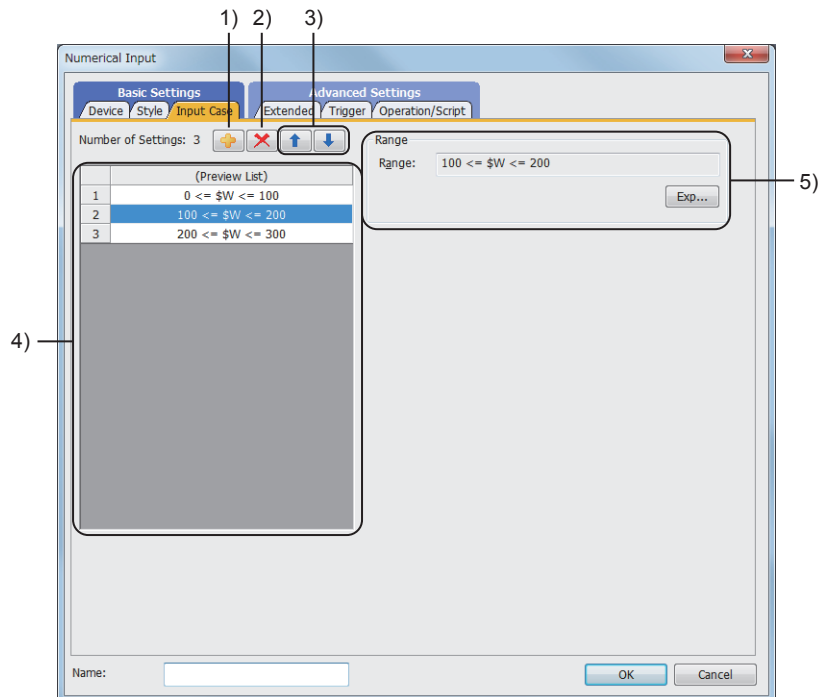 1) 2) 3)
Numerical Input
Basic Settings Advanced Settings
Device Style Input Case Extended Trigger Operation/Script
Number of Settings: 3
Range
Range: 100 <= $W <= 200
5)
Exp...
(Preview List)
1 0 <= $W <= 100
2 100 <= $W <= 200
3 200 <= $W <= 300
4)
Name:
OK Cancel